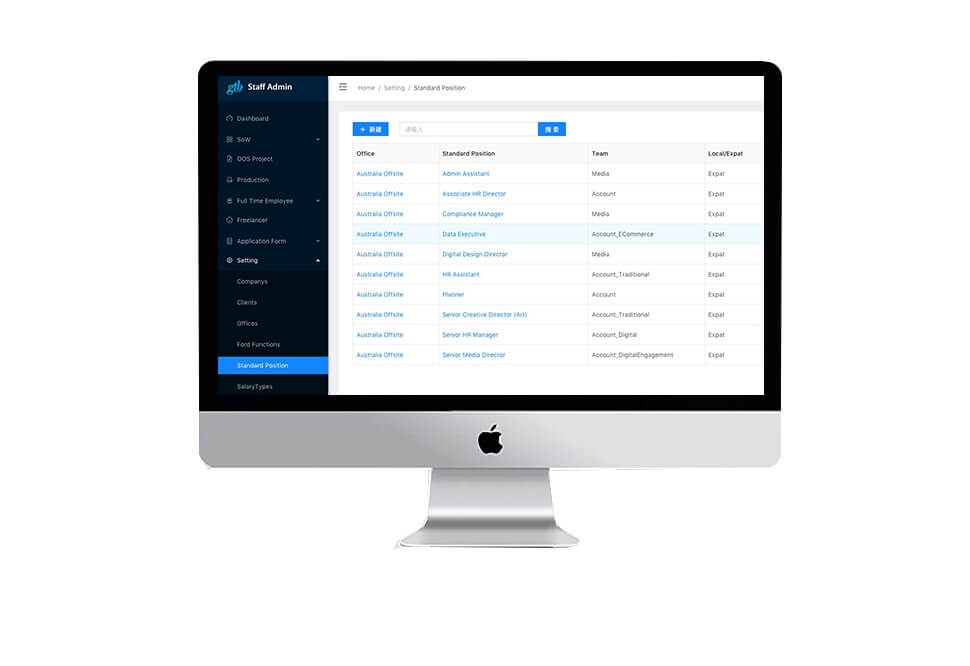 gtb Staff Admin
Home / Setting / Standard Position
Dashboard
SoW
OOS Project
Production
Full Time Employee
Freelancer
Application Form
Setting
Companys
Clients
Offices
Ford Functions
Standard Position
SalaryTypes
+ 新建
请输入
搜索
Office Standard Position Team Local/Expat
Australia Offsite Admin Assistant Media Expat
Australia Offsite Associate HR Director Account Expat
Australia Offsite Compliance Manager Media Expat
Australia Offsite Data Executive Account_ECommerce Expat
Australia Offsite Digital Design Director Media Expat
Australia Offsite HR Assistant Account_Traditional Expat
Australia Offsite Planner Account Expat
Australia Offsite Senior Creative Director (Art) Account_Traditional Expat
Australia Offsite Senior HR Manager Account_Digital Expat
Australia Offsite Senior Media Director Account_DigitalEngagement Expat